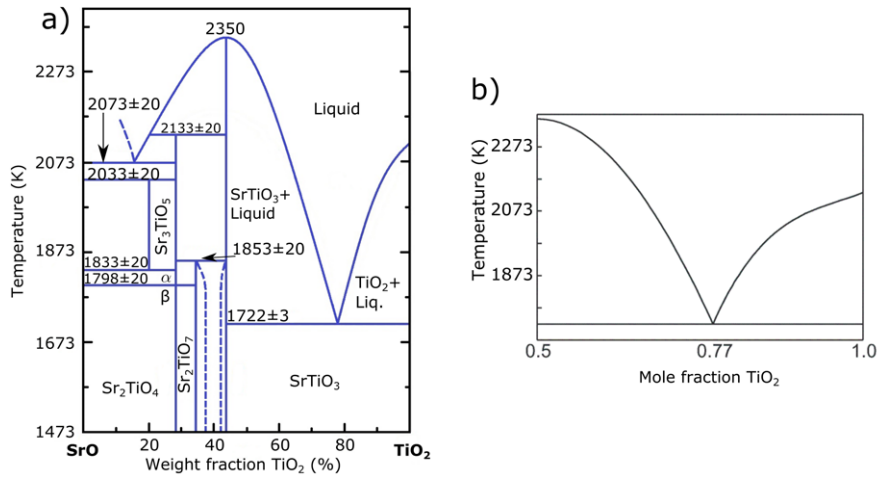 a)
2350
2273
2073±20
Liquid
2133±20
2073
2033±20
SrTiO3+
Liquid
Sr3TiO5
1873
1853±20
1833±20
α
1798±20
β
TiO2+
Liq.
1722±3
1673
Sr2TiO7
SrTiO3
Sr2TiO4
1473
SrO
20
40
60
80
TiO2
Weight fraction TiO2 (%)
Temperature (K)
b)
2273
2073
1873
0.5
0.77
1.0
Mole fraction TiO2
Temperature (K)